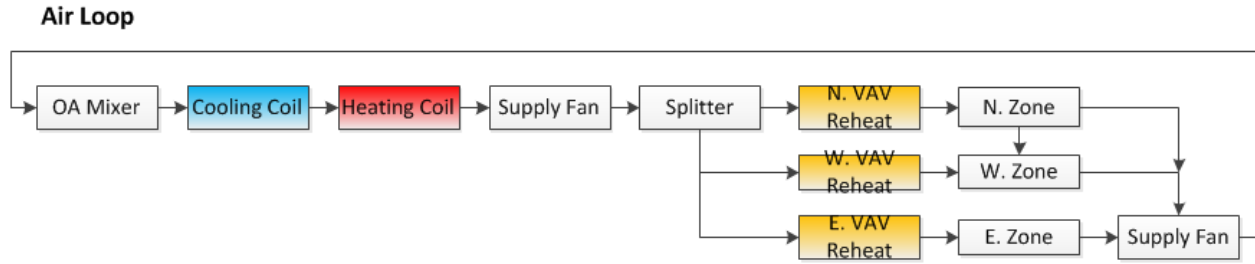 Air Loop
OA Mixer
Cooling Coil
Heating Coil
Supply Fan
Splitter
N. VAV
Reheat
N. Zone
W. VAV
Reheat
W. Zone
E. VAV
Reheat
E. Zone
Supply Fan